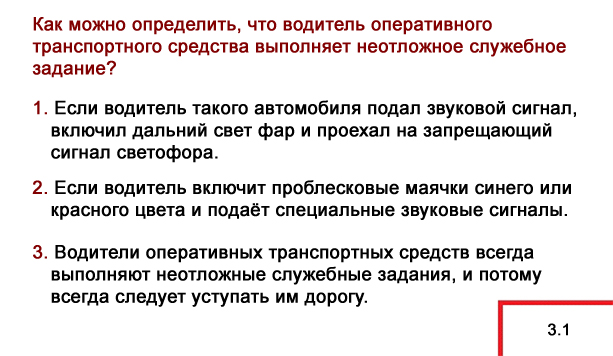 Как можно определить, что водитель оперативного
транспортного средства выполняет неотложное служебное
задание?
1. Если водитель такого автомобиля подал звуковой сигнал,
включил дальний свет фар и проехал на запрещающий
сигнал светофора.
2. Если водитель включит проблесковые маячки синего или
красного цвета и подаёт специальные звуковые сигналы.
3. Водители оперативных транспортных средств всегда
выполняют неотложные служебные задания, и потому
всегда следует уступать им дорогу.
3.1